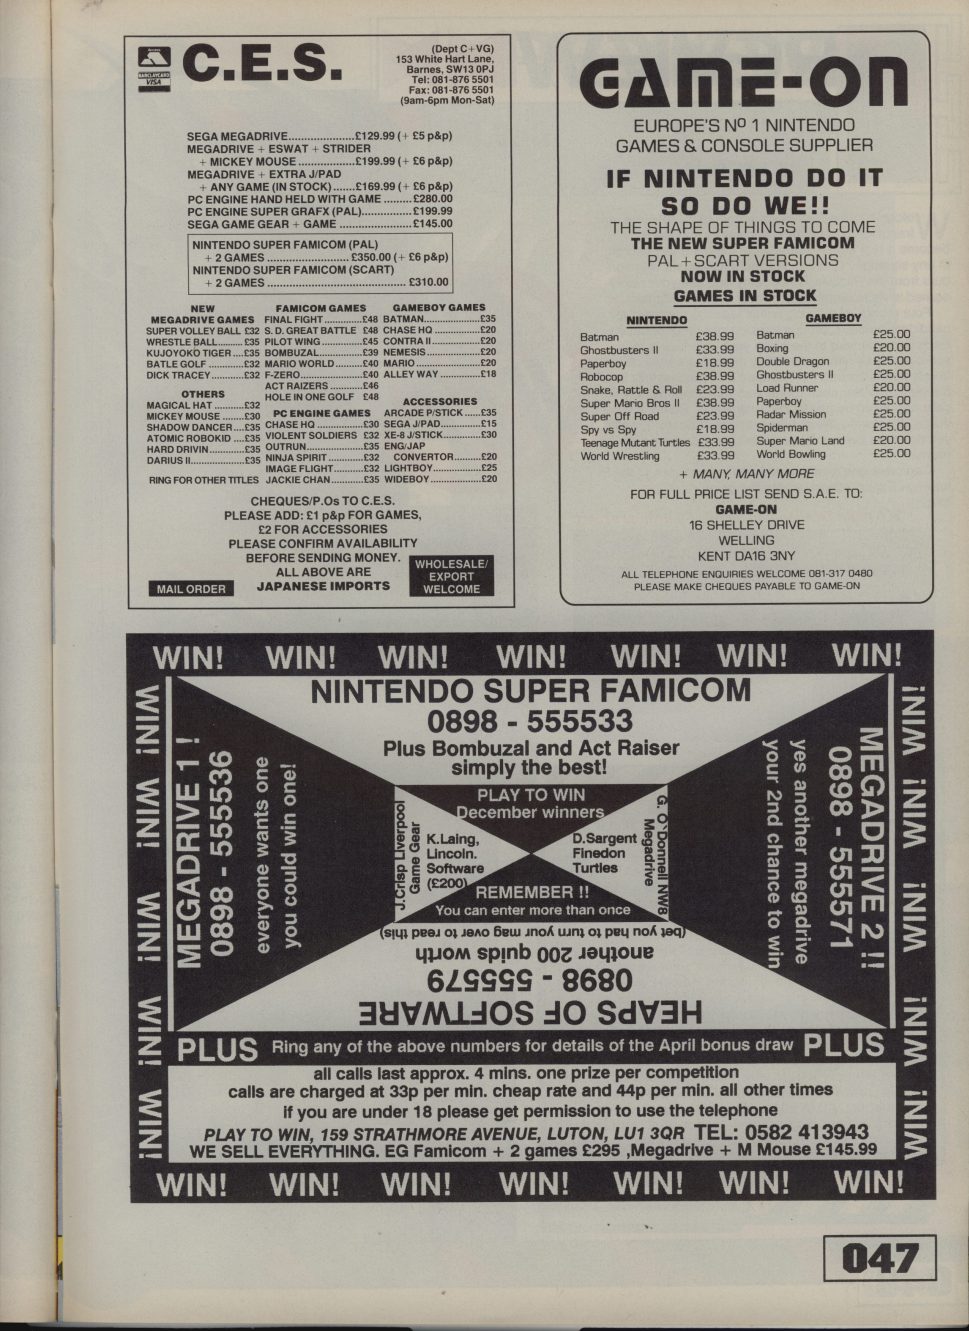 Access
BARCLAYCARD
VISA
C.E.S.
(Dept C+VG)
153 White Hart Lane,
Barnes, SW13 0PJ
Tel: 081-876 5501
Fax: 081-876 5501
(9am-6pm Mon-Sat)
SEGA MEGADRIVE......................£129.99 (+ £5 p&p)
MEGADRIVE + ESWAT + STRIDER
+ MICKEY MOUSE ..................£199.99 (+ £6 p&p)
MEGADRIVE + EXTRA J/PAD
+ ANY GAME (IN STOCK).......£169.99 (+ £6 p&p)
PC ENGINE HAND HELD WITH GAME .........£280.00
PC ENGINE SUPER GRAFX (PAL)................£199.99
SEGA GAME GEAR + GAME .......................£145.00
NINTENDO SUPER FAMICOM (PAL)
+ 2 GAMES .......................... £350.00 (+ £6 p&p)
NINTENDO SUPER FAMICOM (SCART)
+ 2 GAMES ............................................ £310.00
NEW
MEGADRIVE GAMES
SUPER VOLLEY BALL £32
WRESTLE BALL......... £35
KUJOYOKO TIGER....£35
BATLE GOLF ............£32
DICK TRACEY...........£32
OTHERS
MAGICAL HAT ..........£32
MICKEY MOUSE .......£30
SHADOW DANCER....£35
ATOMIC ROBOKID ....£35
HARD DRIVIN............£35
DARIUS II.................£35
RING FOR OTHER TITLES
FAMICOM GAMES
FINAL FIGHT .............£48
S. D. GREAT BATTLE £48
PILOT WING..............£45
BOMBUZAL...............£39
MARIO WORLD.........£40
F-ZERO....................£40
ACT RAIZERS ...........£46
HOLE IN ONE GOLF £48
PC ENGINE GAMES
CHASE HQ ...............£30
VIOLENT SOLDIERS £32
OUTRUN...................£35
NINJA SPIRIT ............£32
IMAGE FLIGHT..........£32
JACKIE CHAN...........£35
GAMEBOY GAMES
BATMAN...................£35
CHASE HQ ...............£20
CONTRA II ................£20
NEMESIS..................£20
MARIO .....................£20
ALLEY WAY ..............£18
ACCESSORIES
ARCADE P/STICK......£35
SEGA J/PAD..............£15
XE-8 J/STICK.............£30
ENG/JAP
CONVERTOR.........£20
LIGHTBOY................£25
WIDEBOY.................£20
CHEQUES/P.Os TO C.E.S.
PLEASE ADD: £1 p&p FOR GAMES,
£2 FOR ACCESSORIES
PLEASE CONFIRM AVAILABILITY
BEFORE SENDING MONEY.
ALL ABOVE ARE
JAPANESE IMPORTS
MAIL ORDER
WHOLESALE/
EXPORT
WELCOME
GAME-ON
EUROPE'S Nº 1 NINTENDO
GAMES & CONSOLE SUPPLIER
IF NINTENDO DO IT
SO DO WE!!
THE SHAPE OF THINGS TO COME
THE NEW SUPER FAMICOM
PAL+SCART VERSIONS
NOW IN STOCK
GAMES IN STOCK
NINTENDO
Batman £38.99
Ghostbusters II £33.99
Paperboy £18.99
Robocop £38.99
Snake, Rattle & Roll £23.99
Super Mario Bros II £38.99
Super Off Road £23.99
Spy vs Spy £18.99
Teenage Mutant Turtles £33.99
World Wrestling £33.99
GAMEBOY
Batman £25.00
Boxing £20.00
Double Dragon £25.00
Ghostbusters II £25.00
Load Runner £20.00
Paperboy £25.00
Radar Mission £25.00
Spiderman £25.00
Super Mario Land £20.00
World Bowling £25.00
+ MANY, MANY MORE
FOR FULL PRICE LIST SEND S.A.E. TO:
GAME-ON
16 SHELLEY DRIVE
WELLING
KENT DA16 3NY
ALL TELEPHONE ENQUIRIES WELCOME 081-317 0480
PLEASE MAKE CHEQUES PAYABLE TO GAME-ON
WIN! WIN! WIN! WIN! WIN! WIN! WIN!
WIN! WIN! WIN! WIN! WIN!
NINTENDO SUPER FAMICOM
0898 - 555533
Plus Bombuzal and Act Raiser
simply the best!
MEGADRIVE 1 !
0898 - 555536
everyone wants one
you could win one!
PLAY TO WIN
December winners
J.Crisp Liverpool
Game Gear
K.Laing,
Lincoln.
Software
(£200)
D.Sargent
Finedon
Turtles
G. O'Donnell NW8
Megadrive
REMEMBER !!
You can enter more than once
MEGADRIVE 2 !!
0898 - 555571
yes another megadrive
your 2nd chance to win
HEAPS OF SOFTWARE
0898 - 555579
another 200 quids worth
(bet you had to turn your mag over to read this)
WIN! WIN! WIN! WIN! WIN!
PLUS Ring any of the above numbers for details of the April bonus draw PLUS
all calls last approx. 4 mins. one prize per competition
calls are charged at 33p per min. cheap rate and 44p per min. all other times
if you are under 18 please get permission to use the telephone
PLAY TO WIN, 159 STRATHMORE AVENUE, LUTON, LU1 3QR TEL: 0582 413943
WE SELL EVERYTHING. EG Famicom + 2 games £295 ,Megadrive + M Mouse £145.99
WIN! WIN! WIN! WIN! WIN! WIN! WIN!
047